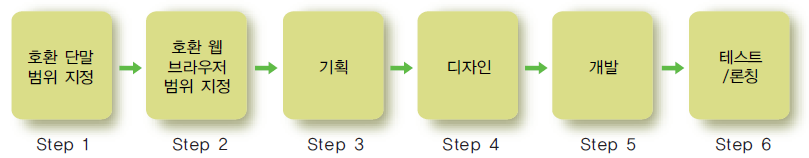 호환 단말
범위 지정
호환 웹
브라우저
범위 지정
기획
디자인
개발
테스트
/론칭
Step 1
Step 2
Step 3
Step 4
Step 5
Step 6